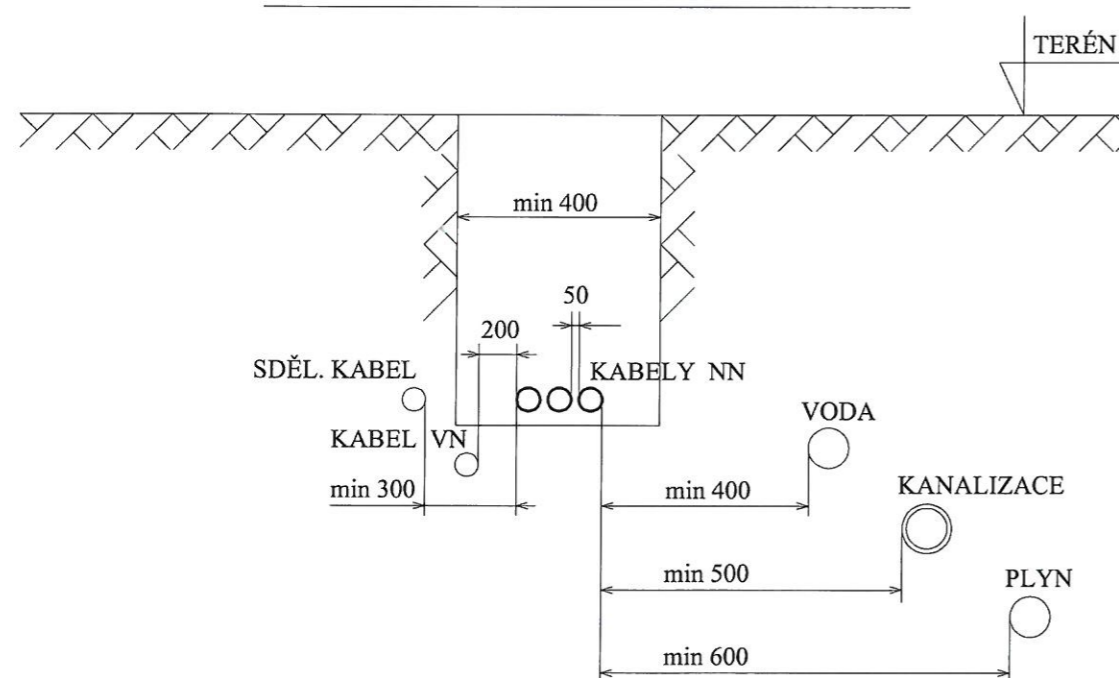 TERÉN
min 400
50
200
SDĚL. KABEL
KABELY NN
VODA
KABEL VN
min 300
min 400
KANALIZACE
min 500
PLYN
min 600